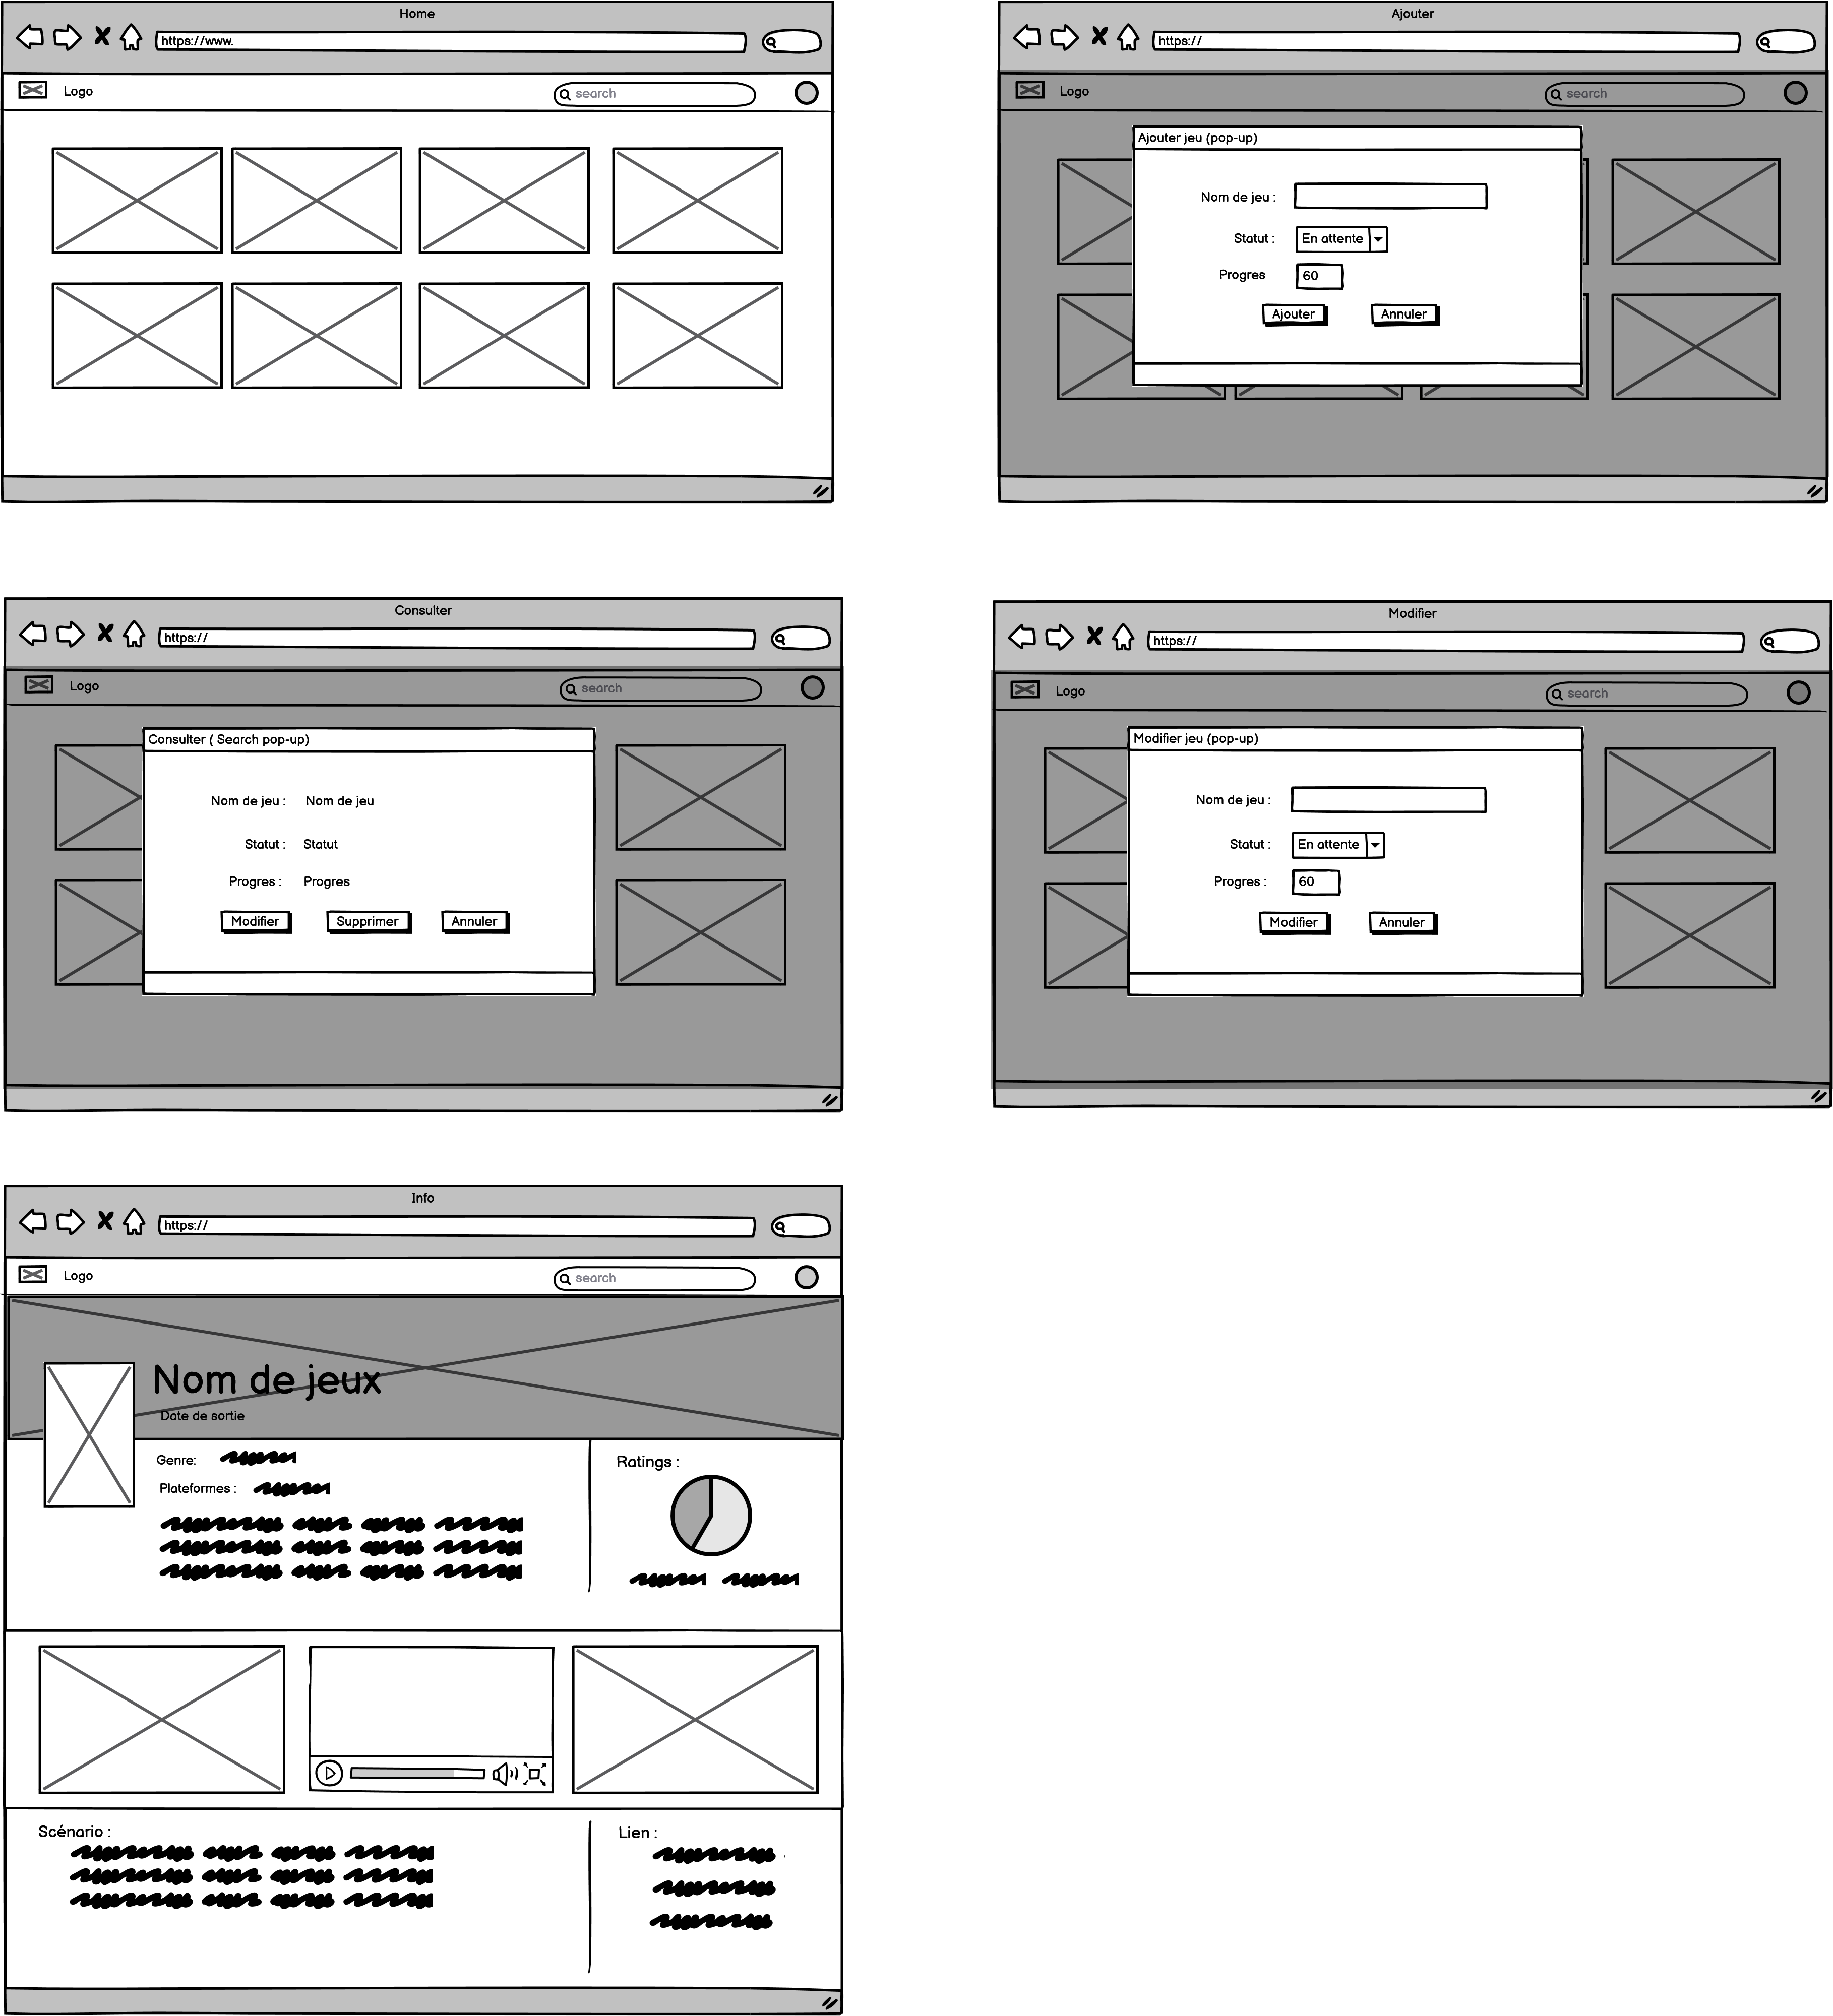 Home
https://www.
Logo
search
Ajouter
https://
Logo
search
Ajouter jeu (pop-up)
Nom de jeu :
Statut :
En attente
Progres
60
Ajouter
Annuler
Consulter
https://
Logo
search
Consulter ( Search pop-up)
Nom de jeu :
Nom de jeu
Statut :
Statut
Progres :
Progres
Modifier
Supprimer
Annuler
Modifier
https://
Logo
search
Modifier jeu (pop-up)
Nom de jeu :
Statut :
En attente
Progres :
60
Modifier
Annuler
Info
https://
Logo
search
Nom de jeux
Date de sortie
Genre:
Plateformes :
Ratings :
Scénario :
Lien :